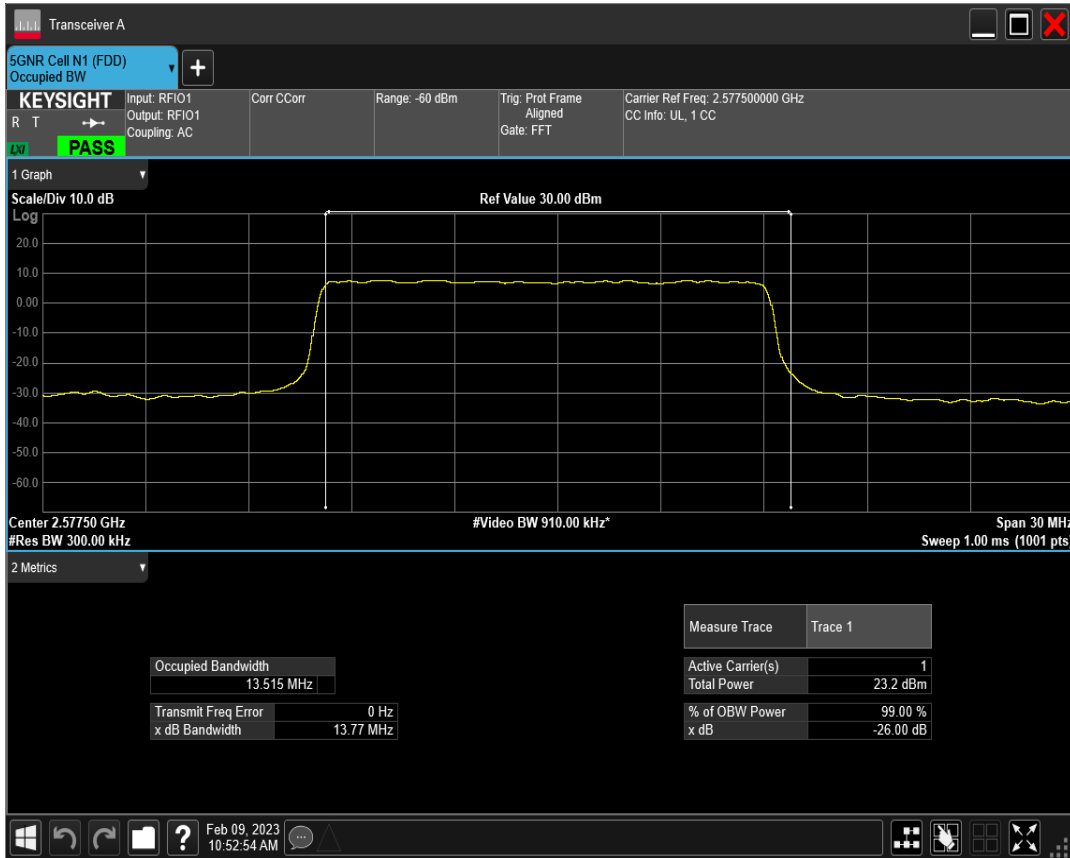 Transceiver A
5GNR Cell N1 (FDD)
Occupied BW
+
KEYSIGHT
R T
LXI
PASS
Input: RFIO1
Output: RFIO1
Coupling: AC
Corr CCorr
Range: -60 dBm
Trig: Prot Frame
Aligned
Gate: FFT
Carrier Ref Freq: 2.577500000 GHz
CC Info: UL, 1 CC
1 Graph
Scale/Div 10.0 dB
Ref Value 30.00 dBm
Log
20.0
10.0
0.00
-10.0
-20.0
-30.0
-40.0
-50.0
-60.0
Center 2.57750 GHz
#Video BW 910.00 kHz*
Span 30 MHz
#Res BW 300.00 kHz
Sweep 1.00 ms (1001 pts)
2 Metrics
Measure Trace Trace 1
Occupied Bandwidth
13.515 MHz
Active Carrier(s) 1
Total Power 23.2 dBm
Transmit Freq Error 0 Hz
x dB Bandwidth 13.77 MHz
% of OBW Power 99.00 %
x dB -26.00 dB
?
Feb 09, 2023
10:52:54 AM